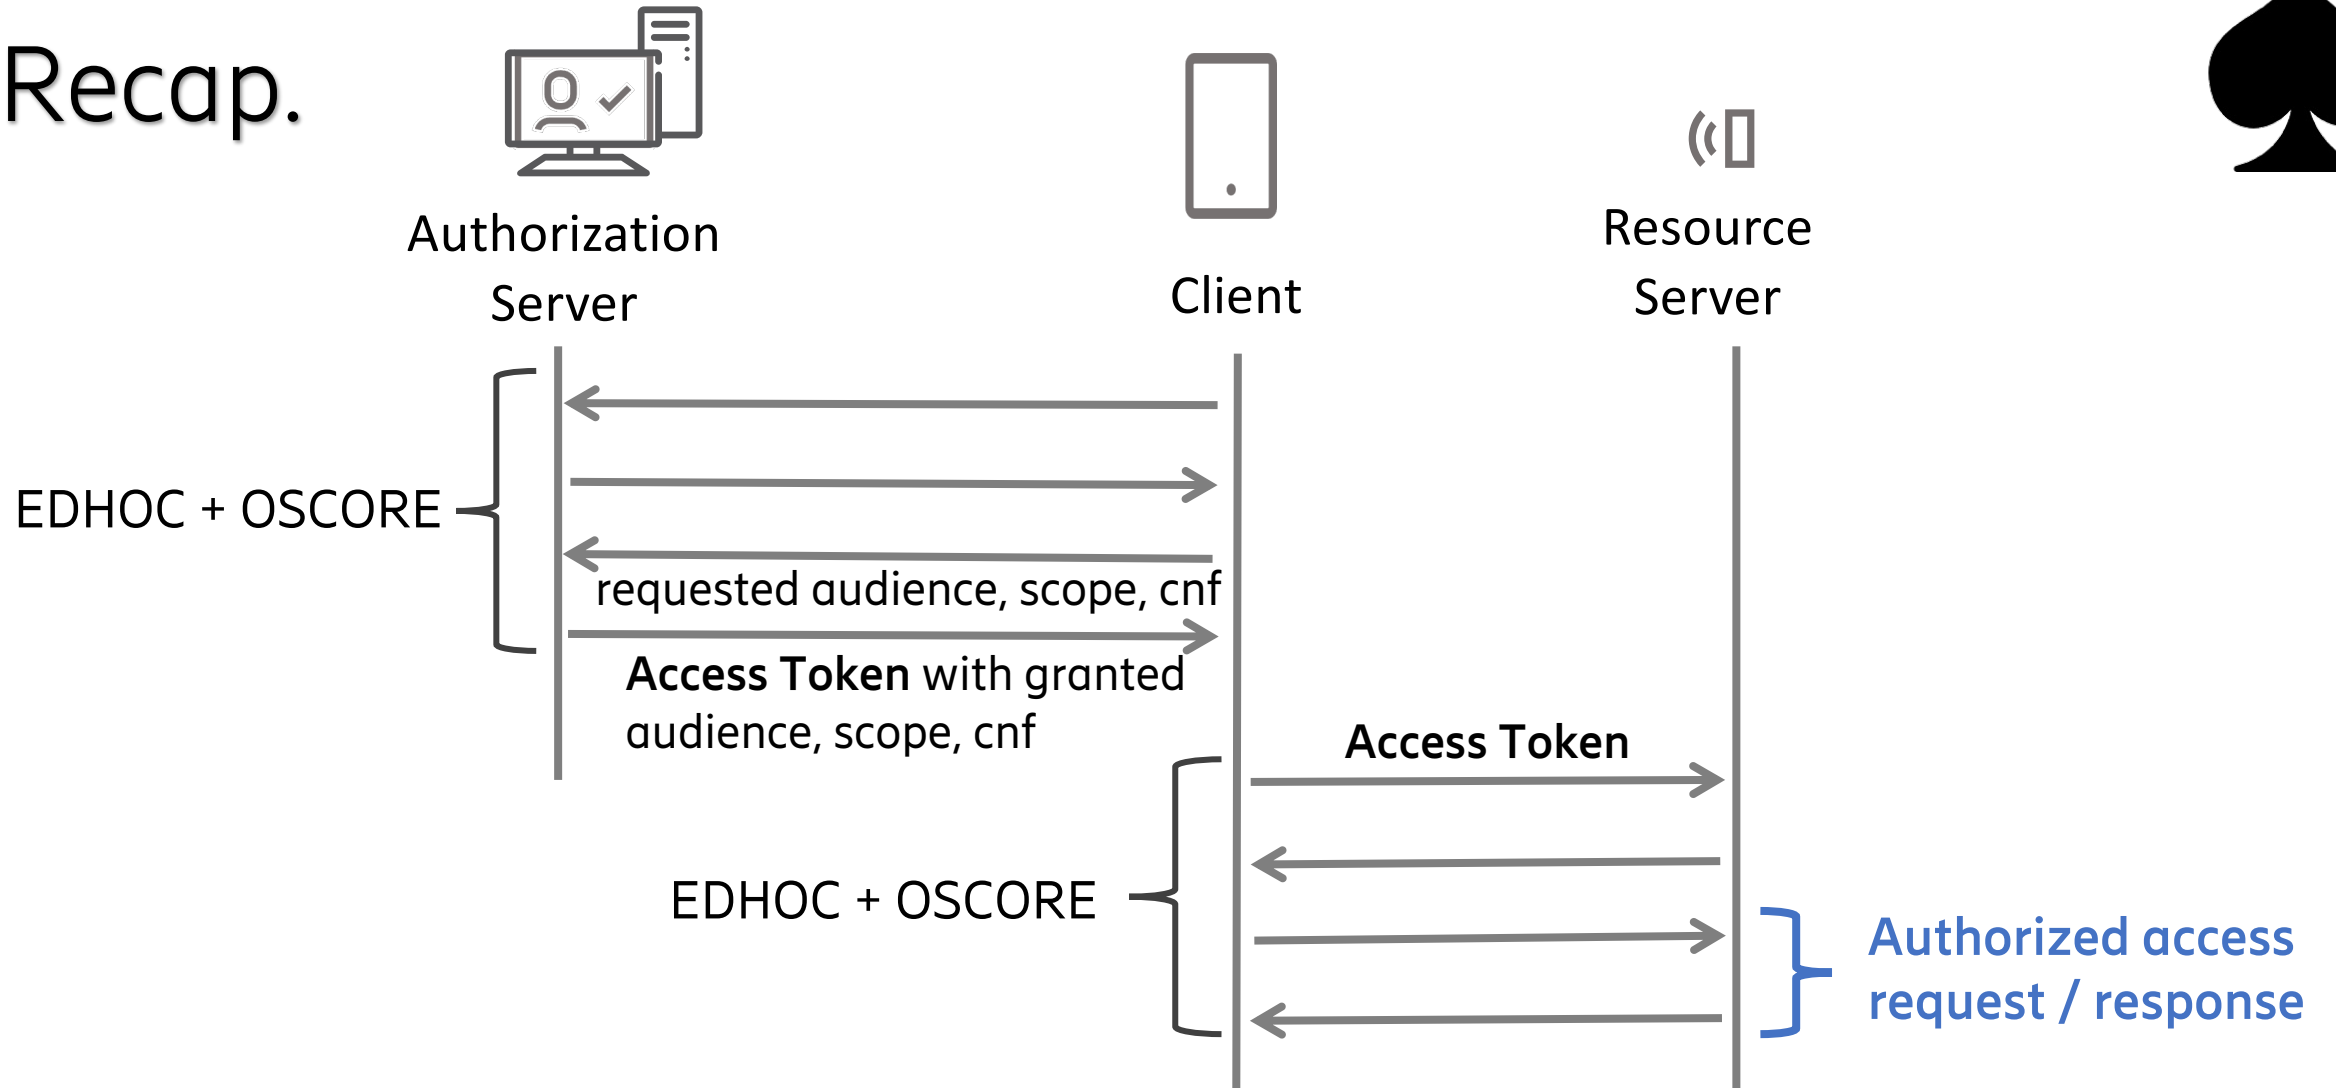 Recap.
Authorization
Server
Client
Resource
Server
EDHOC + OSCORE
requested audience, scope, cnf
Access Token with granted
audience, scope, cnf
Access Token
EDHOC + OSCORE
Authorized access
request / response